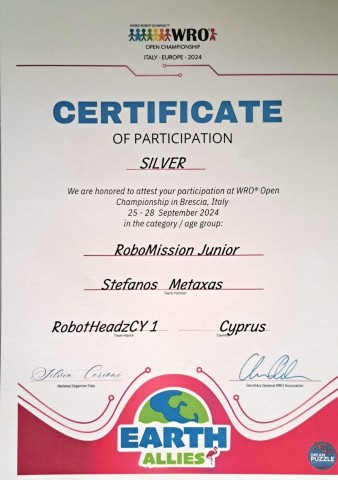 WORLD ROBOT OLYMPIAD™
WRO®
OPEN CHAMPIONSHIP
ITALY - EUROPE - 2024
CERTIFICATE
OF PARTICIPATION
SILVER
We are honored to attest your participation at WRO® Open
Championship in Brescia, Italy
25 - 28 September 2024
in the category / age group:
RoboMission Junior
Stefanos Metaxas
Team member
RobotHeadzCY 1 Cyprus
Team Name Country
National Organizer Italy Secretary General WRO Association
EARTH
ALLIES
DREAM
PUZZLE